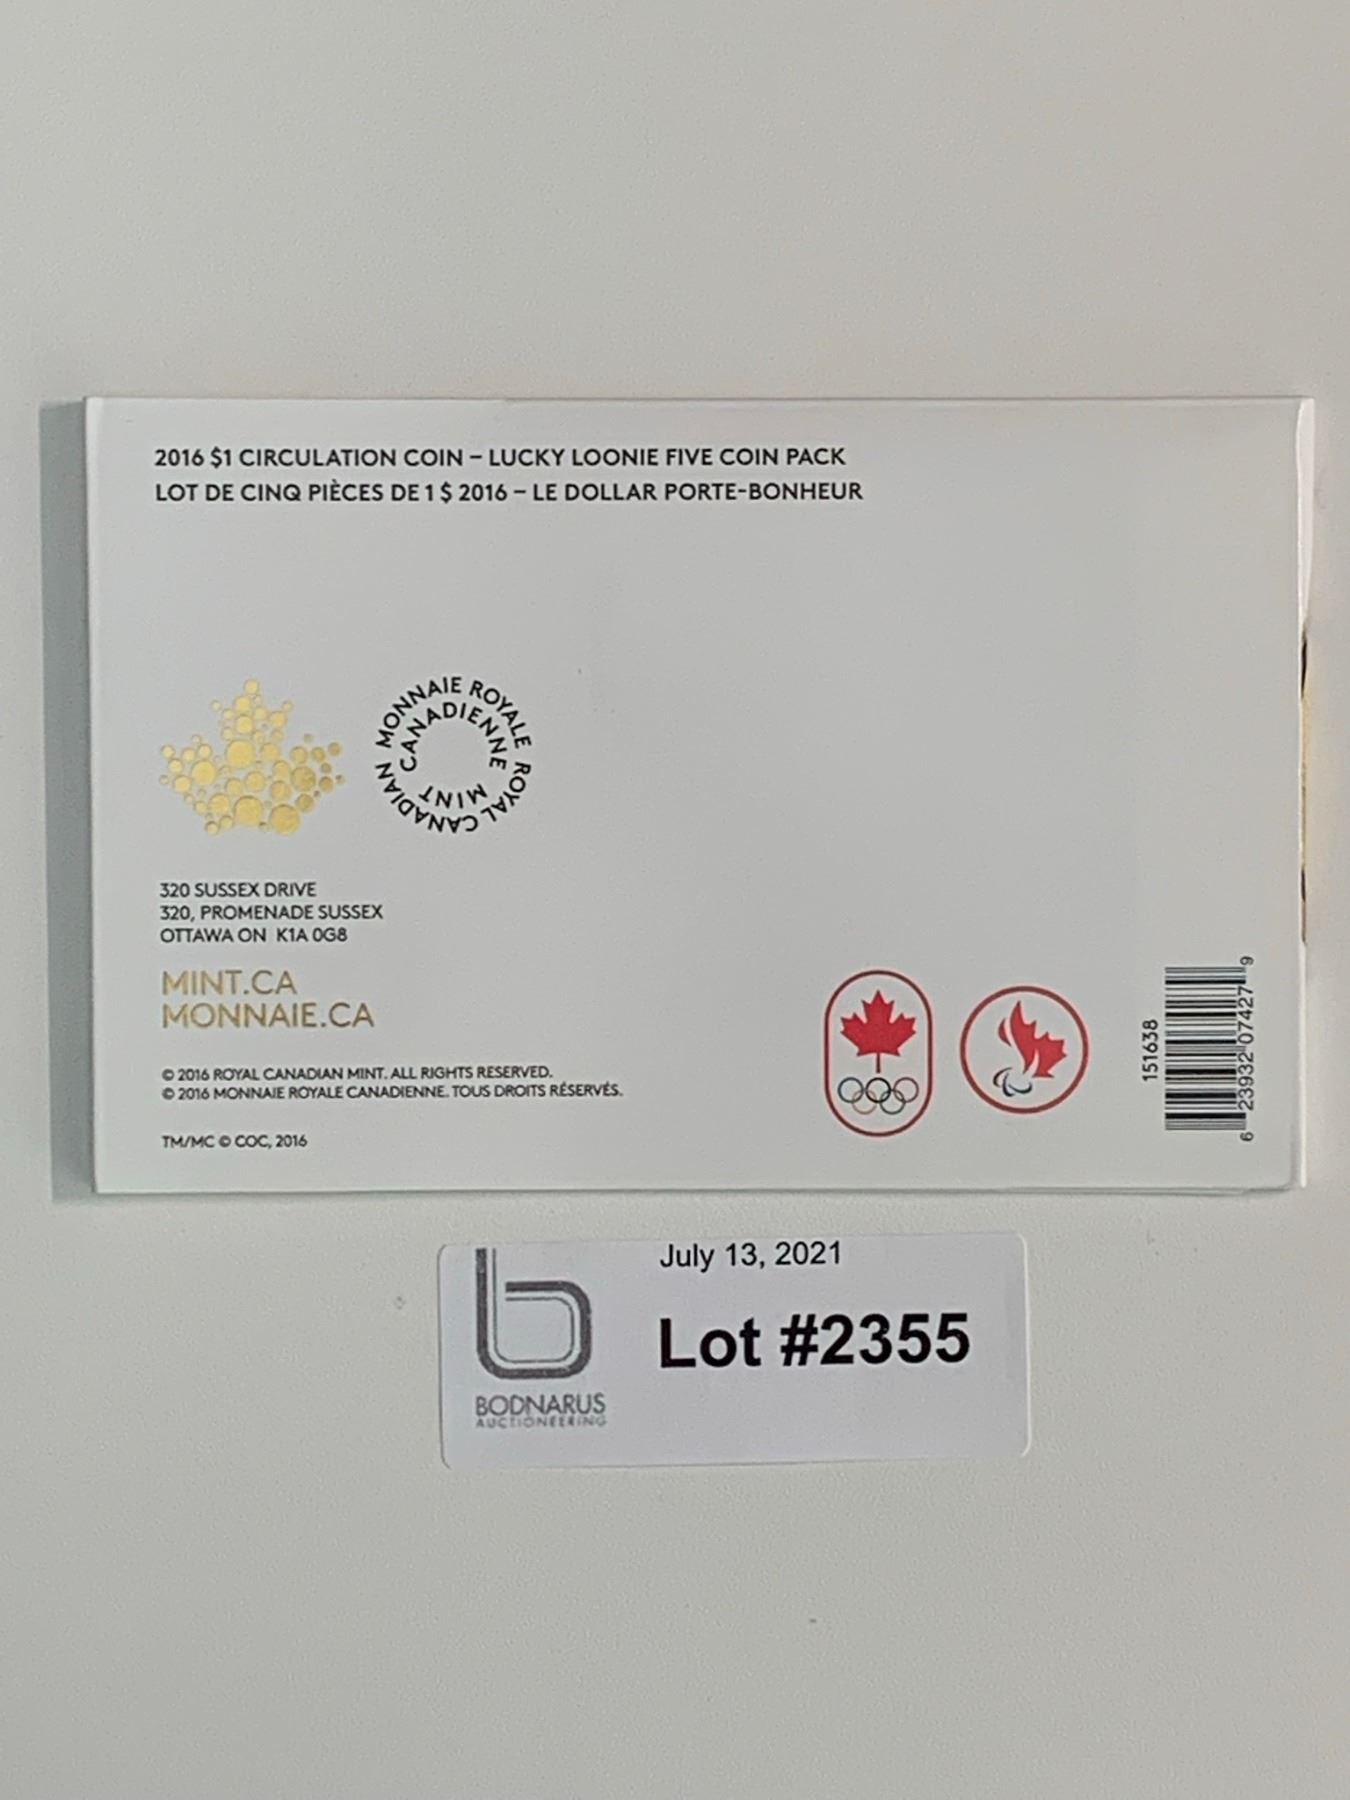 2016 $1 CIRCULATION COIN – LUCKY LOONIE FIVE COIN PACK
LOT DE CINQ PIÈCES DE 1 $ 2016 – LE DOLLAR PORTE-BONHEUR
MONNAIE ROYALE CANADIENNE
ROYAL CANADIAN MINT
320 SUSSEX DRIVE
320, PROMENADE SUSSEX
OTTAWA ON K1A 0G8
MINT.CA
MONNAIE.CA
© 2016 ROYAL CANADIAN MINT. ALL RIGHTS RESERVED.
© 2016 MONNAIE ROYALE CANADIENNE. TOUS DROITS RÉSERVÉS.
TM/MC © COC, 2016
151638
6 23932 07427 9
July 13, 2021
Lot #2355
BODNARUS
AUCTIONEERING